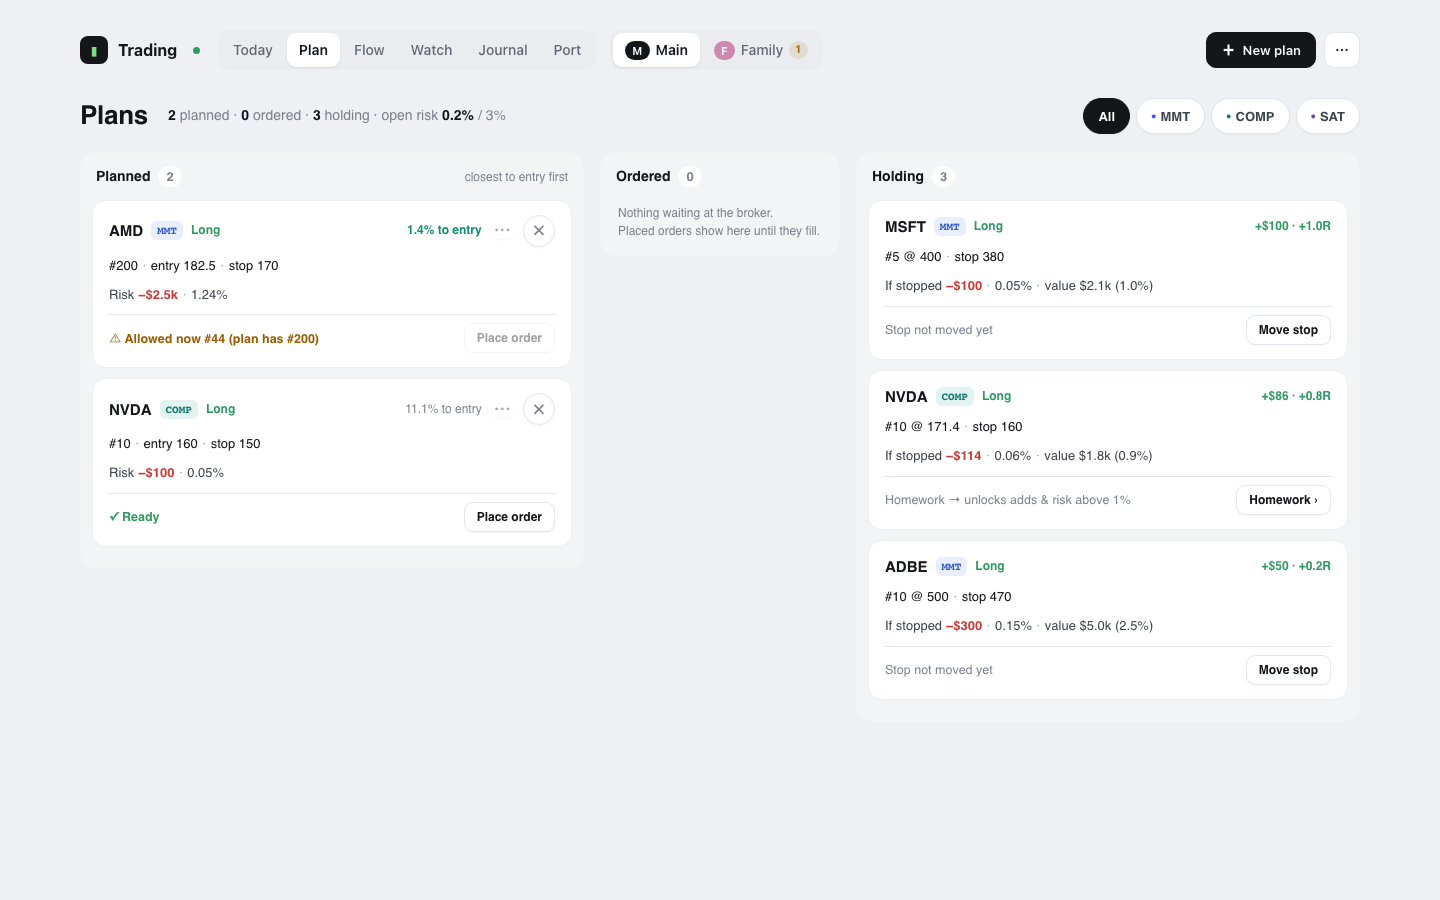 Trading Today Plan Flow Watch Journal Port M Main F Family 1 + New plan ···
Plans 2 planned · 0 ordered · 3 holding · open risk 0.2% / 3% All • MMT • COMP • SAT
Planned 2 closest to entry first
AMD MMT Long 1.4% to entry ··· ✕
#200 · entry 182.5 · stop 170
Risk –$2.5k · 1.24%
⚠ Allowed now #44 (plan has #200) Place order
NVDA COMP Long 11.1% to entry ··· ✕
#10 · entry 160 · stop 150
Risk –$100 · 0.05%
✓ Ready Place order
Ordered 0
Nothing waiting at the broker.
Placed orders show here until they fill.
Holding 3
MSFT MMT Long +$100 · +1.0R
#5 @ 400 · stop 380
If stopped –$100 · 0.05% · value $2.1k (1.0%)
Stop not moved yet Move stop
NVDA COMP Long +$86 · +0.8R
#10 @ 171.4 · stop 160
If stopped –$114 · 0.06% · value $1.8k (0.9%)
Homework → unlocks adds & risk above 1% Homework ›
ADBE MMT Long +$50 · +0.2R
#10 @ 500 · stop 470
If stopped –$300 · 0.15% · value $5.0k (2.5%)
Stop not moved yet Move stop